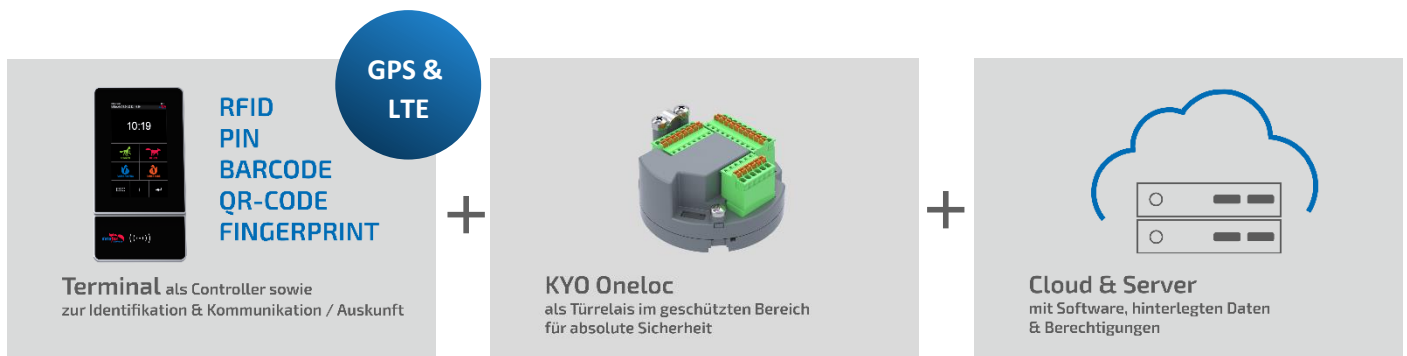 GPS &
LTE
10:19
RFID
PIN
BARCODE
QR-CODE
FINGERPRINT
Terminal als Controller sowie
zur Identifikation & Kommunikation / Auskunft
+
KYO Oneloc
als Türrelais im geschützten Bereich
für absolute Sicherheit
+
Cloud & Server
mit Software, hinterlegten Daten
& Berechtigungen